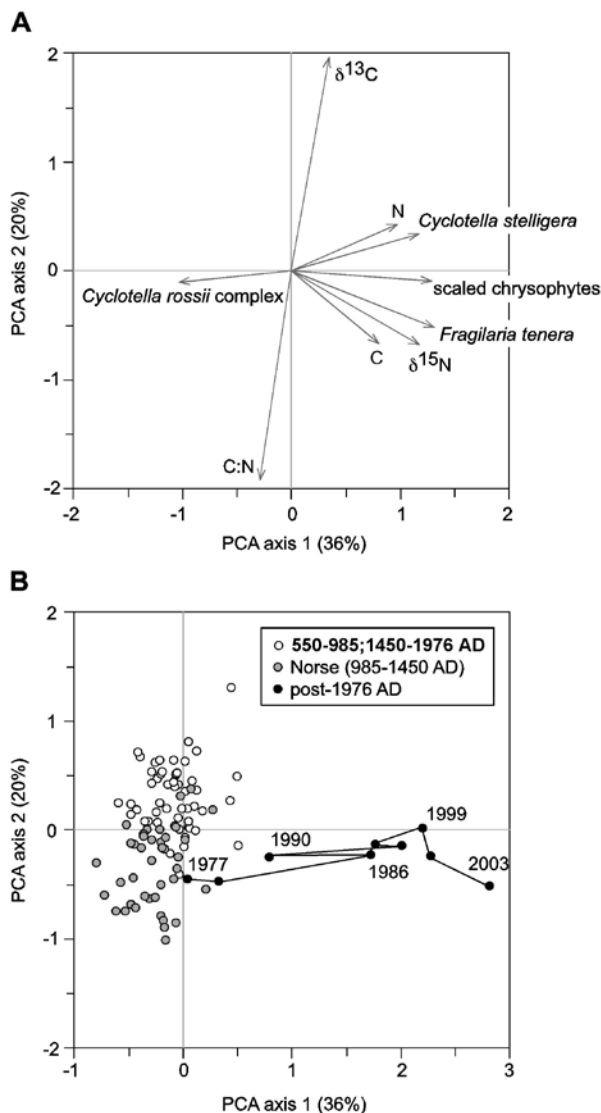 A
2
δ13C
1
N
Cyclotella stelligera
0
scaled chrysophytes
Cyclotella rossii complex
Fragilaria tenera
C
δ15N
-1
C:N
-2
-2 -1 0 1 2
PCA axis 1 (36%)
PCA axis 2 (20%)
B
2
550-985;1450-1976 AD
Norse (985-1450 AD)
post-1976 AD
1
1999
0
1990
1977
1986
2003
-1
-2
-1 0 1 2 3
PCA axis 1 (36%)
PCA axis 2 (20%)